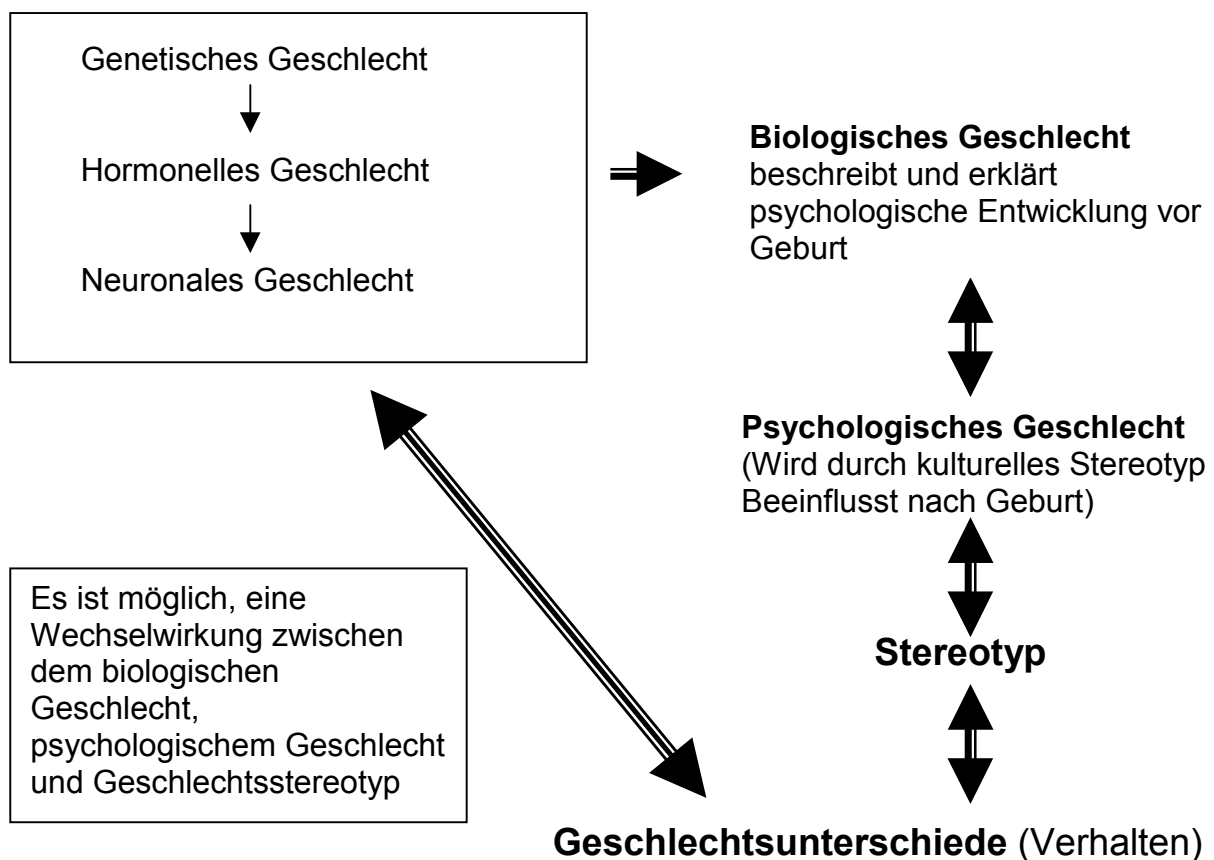 Genetisches Geschlecht
Hormonelles Geschlecht
Neuronales Geschlecht
Biologisches Geschlecht
beschreibt und erklärt
psychologische Entwicklung vor
Geburt
Psychologisches Geschlecht
(Wird durch kulturelles Stereotyp
Beeinflusst nach Geburt)
Es ist möglich, eine
Wechselwirkung zwischen
dem biologischen
Geschlecht,
psychologischem Geschlecht
und Geschlechtsstereotyp
Stereotyp
Geschlechtsunterschiede (Verhalten)